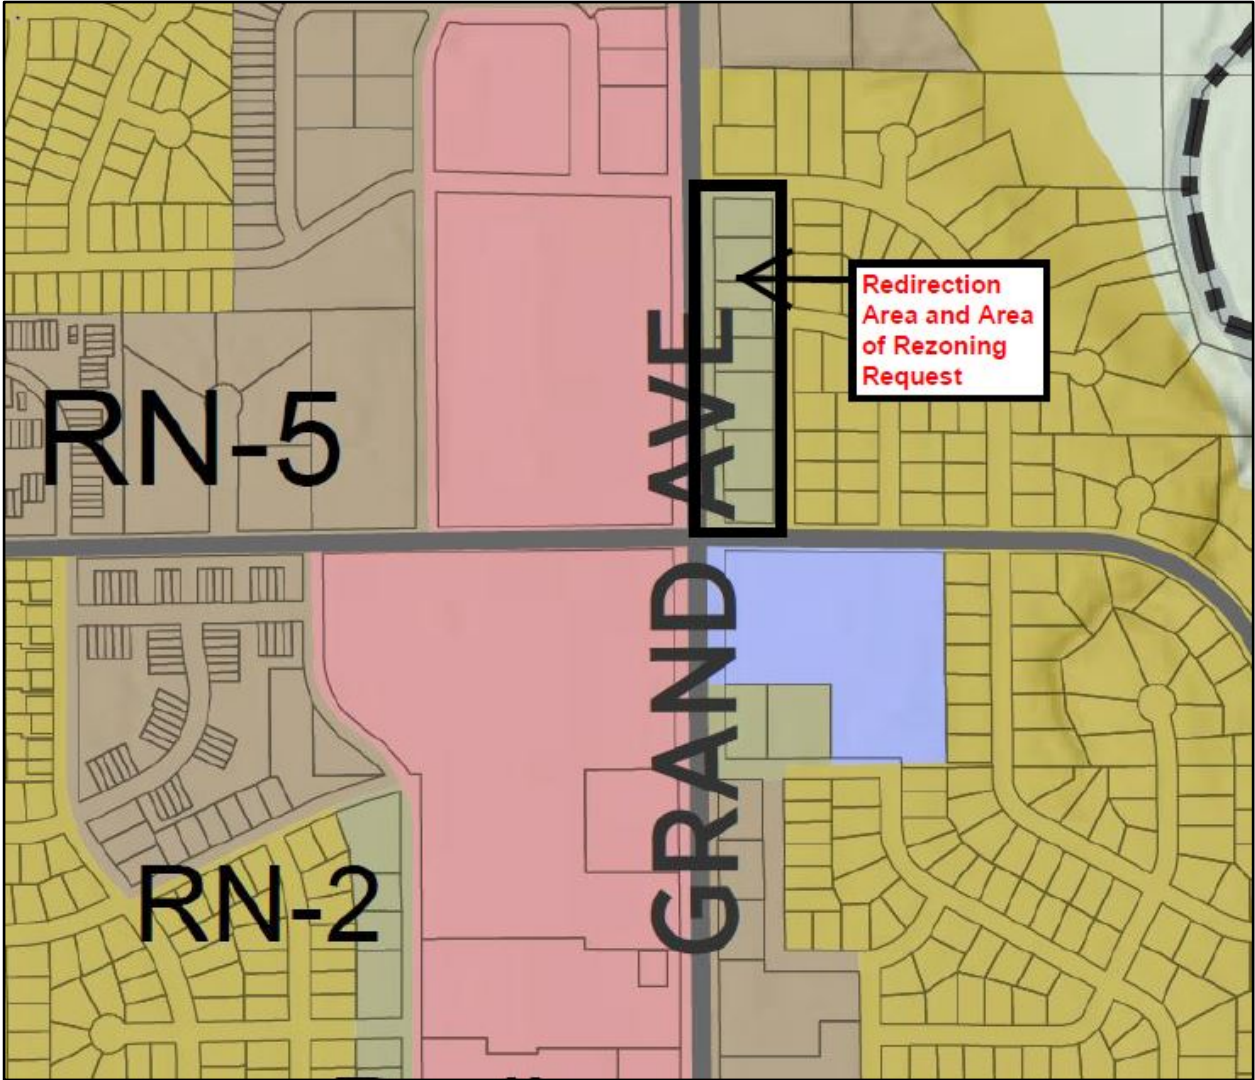 Redirection
Area and Area
of Rezoning
Request
RN-5
GRAND AVE
RN-2